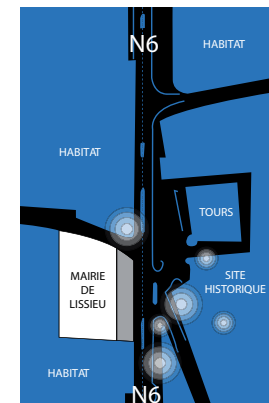 N6
HABITAT
HABITAT
TOURS
MAIRIE
DE
LISSIEU
SITE
HISTORIQUE
HABITAT
N6